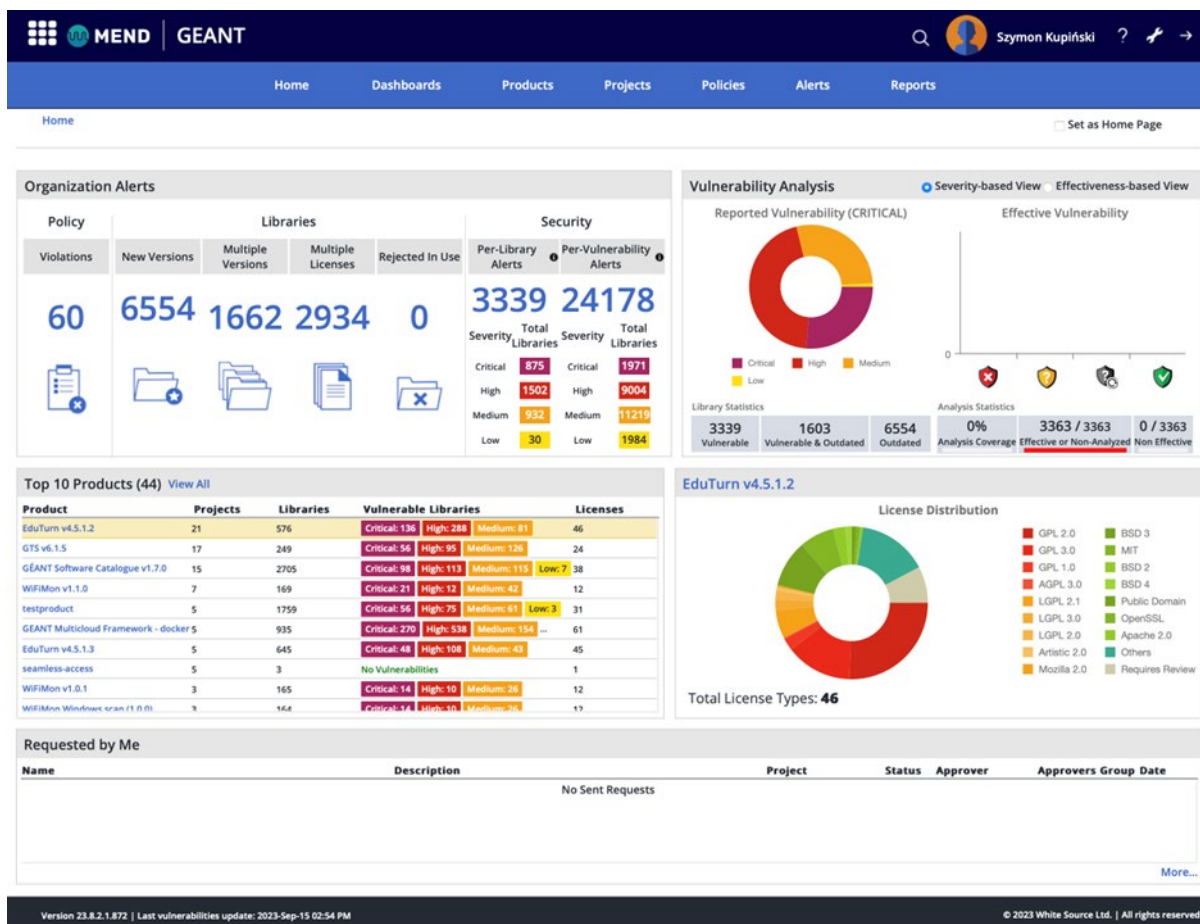 MEND GEANT
Szymon Kupiński ?
Home Dashboards Products Projects Policies Alerts Reports
Home
Set as Home Page
Organization Alerts
Policy Libraries Security
Violations New Versions Multiple Versions Multiple Licenses Rejected In Use Per-Library Alerts Per-Vulnerability Alerts
60 6554 1662 2934 0 3339 24178
Severity Total Libraries Severity Total Libraries
Critical 875 Critical 1971
High 1502 High 9004
Medium 932 Medium 11219
Low 30 Low 1984
Vulnerability Analysis Severity-based View Effectiveness-based View
Reported Vulnerability (CRITICAL) Effective Vulnerability
0
Critical High Medium
Low
Library Statistics Analysis Statistics
3339 1603 6554 0% 3363 / 3363 0 / 3363
Vulnerable Vulnerable & Outdated Outdated Analysis Coverage Effective or Non-Analyzed Non Effective
Top 10 Products (44) View All
Product Projects Libraries Vulnerable Libraries Licenses
EduTurn v4.5.1.2 21 576 Critical: 136 High: 288 Medium: 81 46
GTS v6.1.5 17 249 Critical: 56 High: 95 Medium: 126 24
GÉANT Software Catalogue v1.7.0 15 2705 Critical: 98 High: 113 Medium: 115 Low: 7 38
WiFiMon v1.1.0 7 169 Critical: 21 High: 12 Medium: 42 12
testproduct 5 1759 Critical: 56 High: 75 Medium: 61 Low: 3 31
GEANT Multicloud Framework - docker 5 935 Critical: 270 High: 538 Medium: 154 ... 61
EduTurn v4.5.1.3 5 645 Critical: 48 High: 108 Medium: 43 45
seamless-access 5 3 No Vulnerabilities 1
WiFiMon v1.0.1 3 165 Critical: 14 High: 10 Medium: 26 12
WiFiMon Windows scan (1.0.0) 3 164 Critical: 14 High: 10 Medium: 26 12
EduTurn v4.5.1.2
License Distribution
GPL 2.0 BSD 3
GPL 3.0 MIT
GPL 1.0 BSD 2
AGPL 3.0 BSD 4
LGPL 2.1 Public Domain
LGPL 3.0 OpenSSL
LGPL 2.0 Apache 2.0
Artistic 2.0 Others
Mozilla 2.0 Requires Review
Total License Types: 46
Requested by Me
Name Description Project Status Approver Approvers Group Date
No Sent Requests
More...
Version 23.8.2.1.872 | Last vulnerabilities update: 2023-Sep-15 02:54 PM
© 2023 White Source Ltd. | All rights reserved